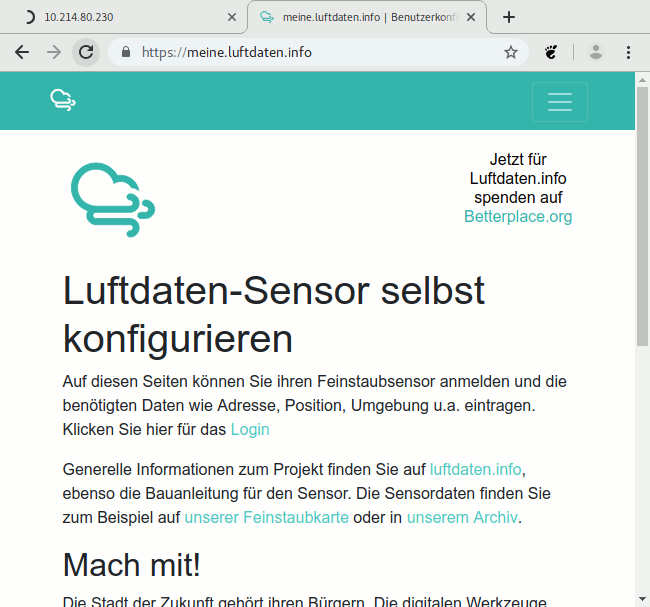 10.214.80.230
meine.luftdaten.info | Benutzerkonfi
https://meine.luftdaten.info
Jetzt für
Luftdaten.info
spenden auf
Betterplace.org
Luftdaten-Sensor selbst
konfigurieren
Auf diesen Seiten können Sie ihren Feinstaubsensor anmelden und die
benötigten Daten wie Adresse, Position, Umgebung u.a. eintragen.
Klicken Sie hier für das Login
Generelle Informationen zum Projekt finden Sie auf luftdaten.info,
ebenso die Bauanleitung für den Sensor. Die Sensordaten finden Sie
zum Beispiel auf unserer Feinstaubkarte oder in unserem Archiv.
Mach mit!
Die Stadt der Zukunft gehört ihren Bürgern. Die digitalen Werkzeuge